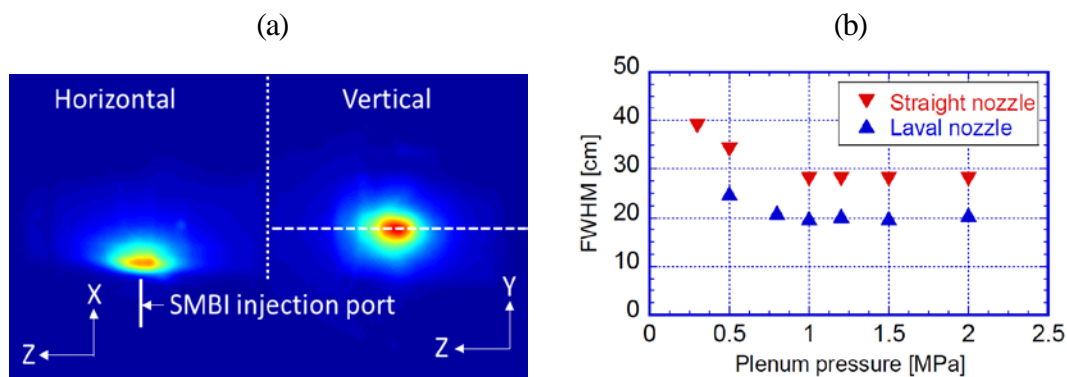 (a)
Horizontal
Vertical
X
SMBI injection port
Z
Y
Z
(b)
50
40
30
20
10
0
FWHM [cm]
Straight nozzle
Laval nozzle
0
0.5
1
1.5
2
2.5
Plenum pressure [MPa]